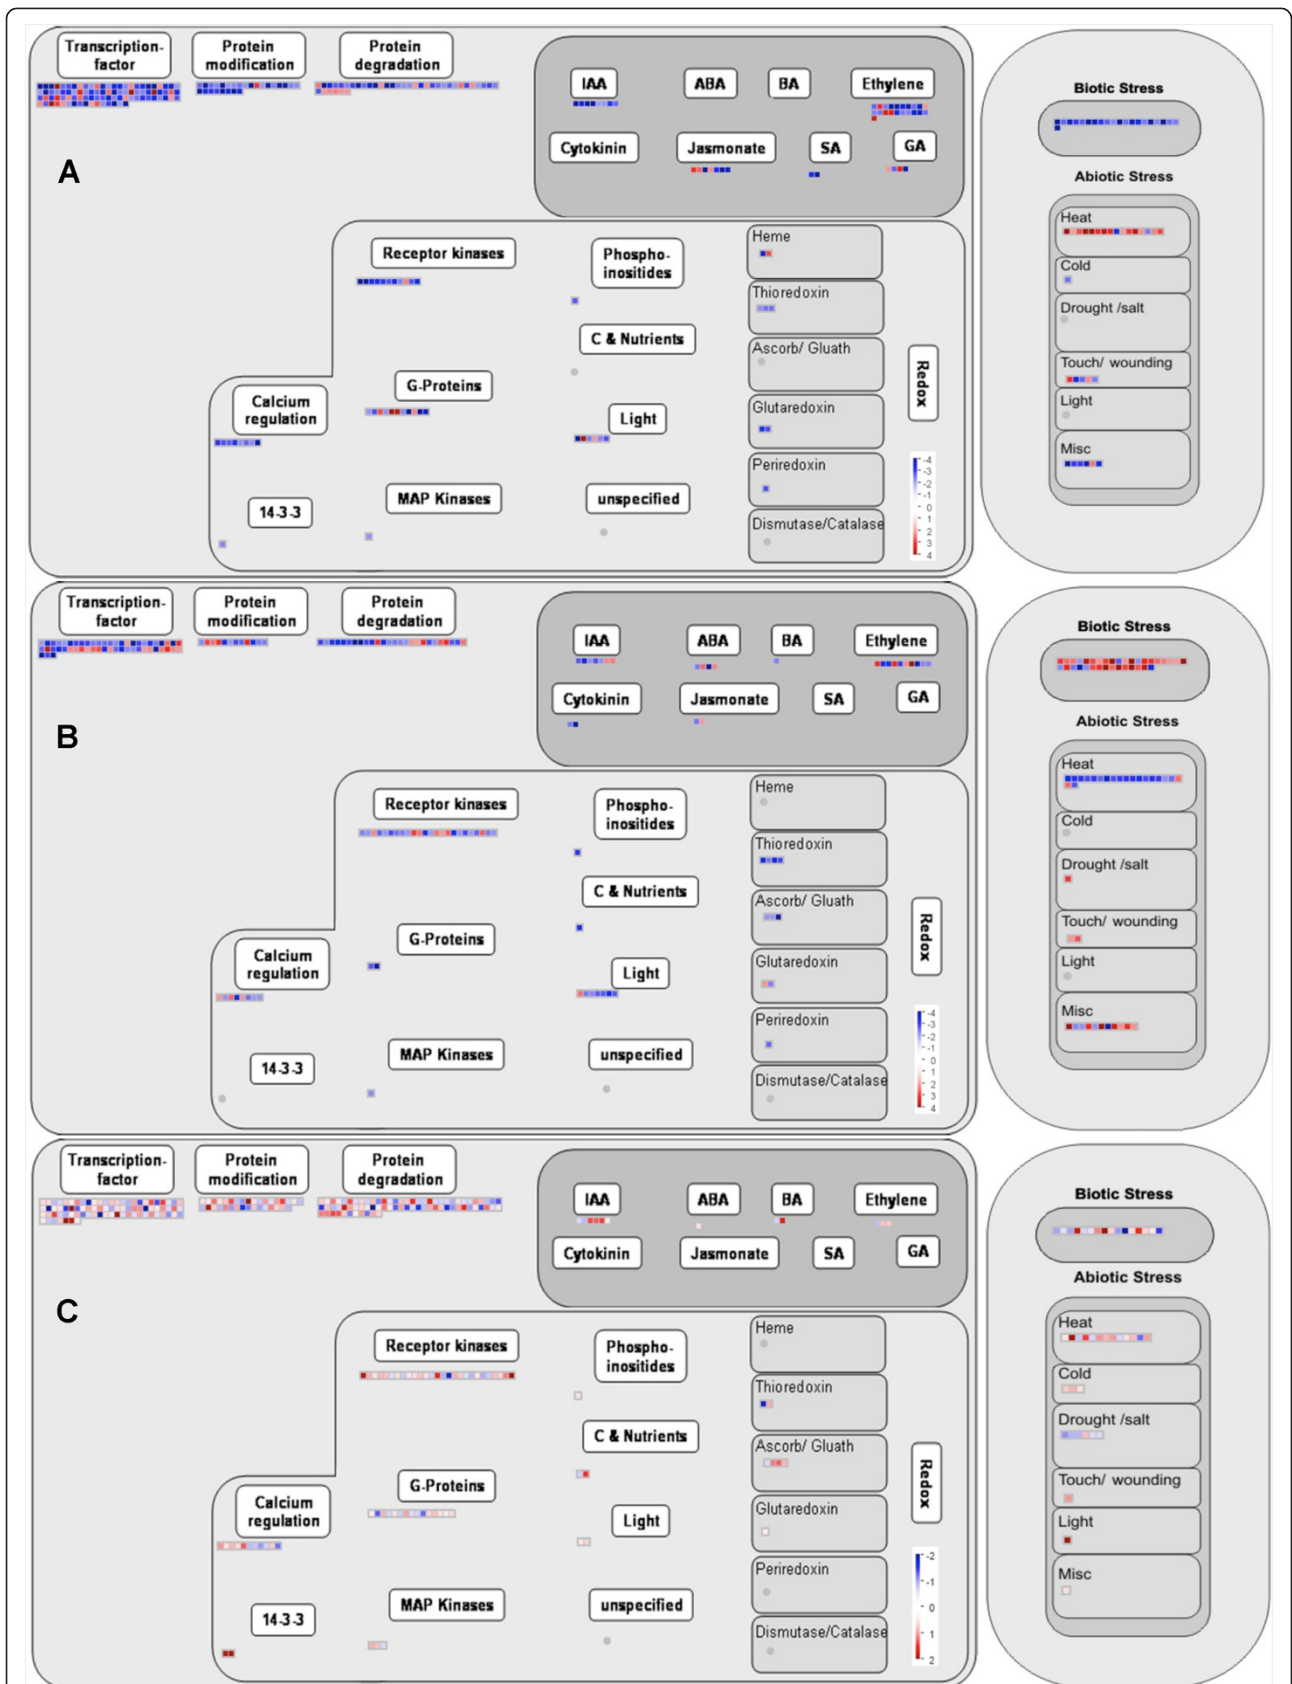 Transcription-
factor
Protein
modification
Protein
degradation
IAA
ABA
BA
Ethylene
Cytokinin
Jasmonate
SA
GA
A
Receptor kinases
Phospho-
inositides
C & Nutrients
G-Proteins
Calcium
regulation
Light
14-3-3
MAP Kinases
unspecified
Heme
Thioredoxin
Ascorb/ Gluath
Glutaredoxin
Periredoxin
Dismutase/Catalase
Redox
-4
-3
-2
-1
0
1
2
3
4
Biotic Stress
Abiotic Stress
Heat
Cold
Drought /salt
Touch/ wounding
Light
Misc
Transcription-
factor
Protein
modification
Protein
degradation
IAA
ABA
BA
Ethylene
Cytokinin
Jasmonate
SA
GA
B
Receptor kinases
Phospho-
inositides
C & Nutrients
G-Proteins
Calcium
regulation
Light
14-3-3
MAP Kinases
unspecified
Heme
Thioredoxin
Ascorb/ Gluath
Glutaredoxin
Periredoxin
Dismutase/Catalase
Redox
-4
-3
-2
-1
0
1
2
3
4
Biotic Stress
Abiotic Stress
Heat
Cold
Drought /salt
Touch/ wounding
Light
Misc
Transcription-
factor
Protein
modification
Protein
degradation
IAA
ABA
BA
Ethylene
Cytokinin
Jasmonate
SA
GA
C
Receptor kinases
Phospho-
inositides
C & Nutrients
G-Proteins
Calcium
regulation
Light
14-3-3
MAP Kinases
unspecified
Heme
Thioredoxin
Ascorb/ Gluath
Glutaredoxin
Periredoxin
Dismutase/Catalase
Redox
-2
-1
0
1
2
Biotic Stress
Abiotic Stress
Heat
Cold
Drought /salt
Touch/ wounding
Light
Misc